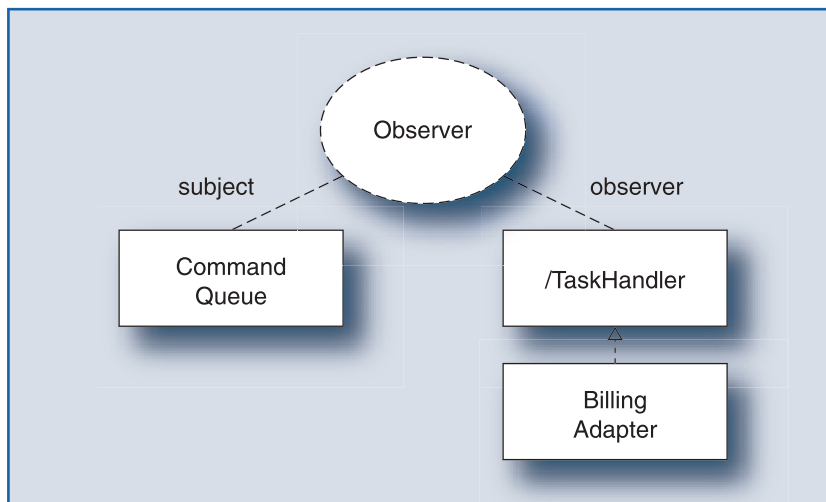 Observer
subject
observer
Command
Queue
/TaskHandler
Billing
Adapter